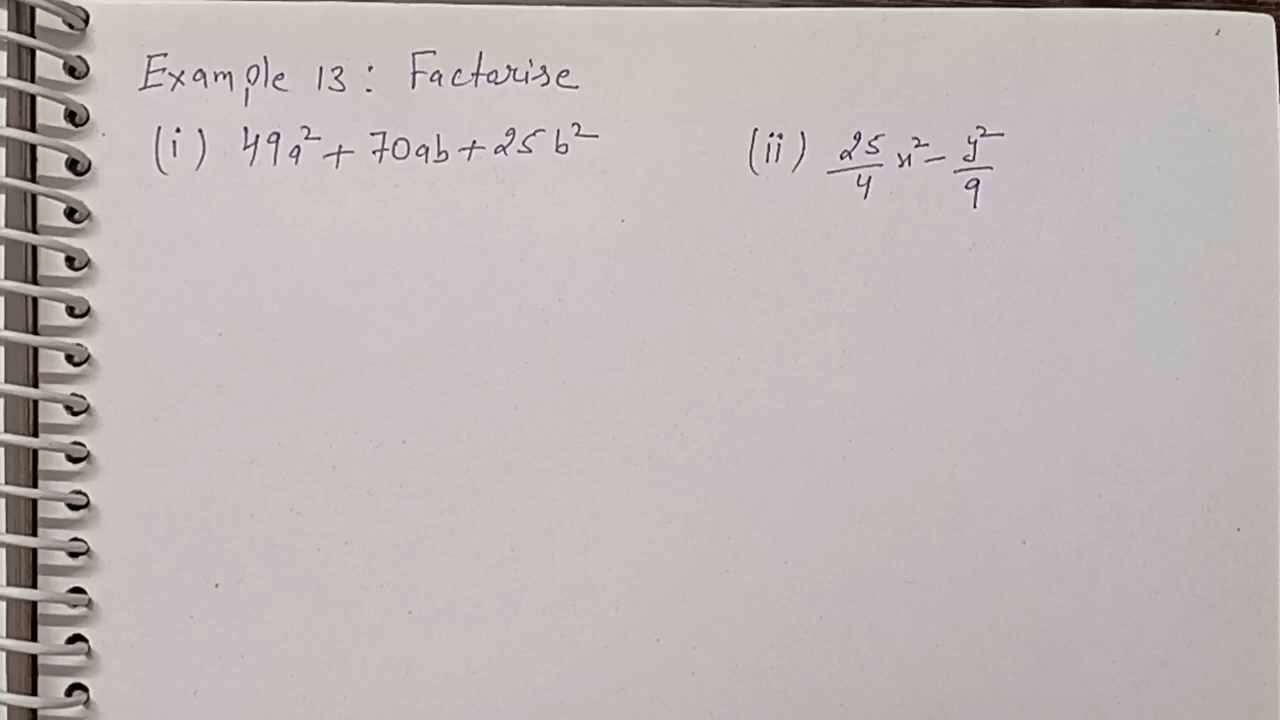 Example 13: Factorise
(i) 49a² + 70ab + 25b² (ii) 25/4 x² - y²/9